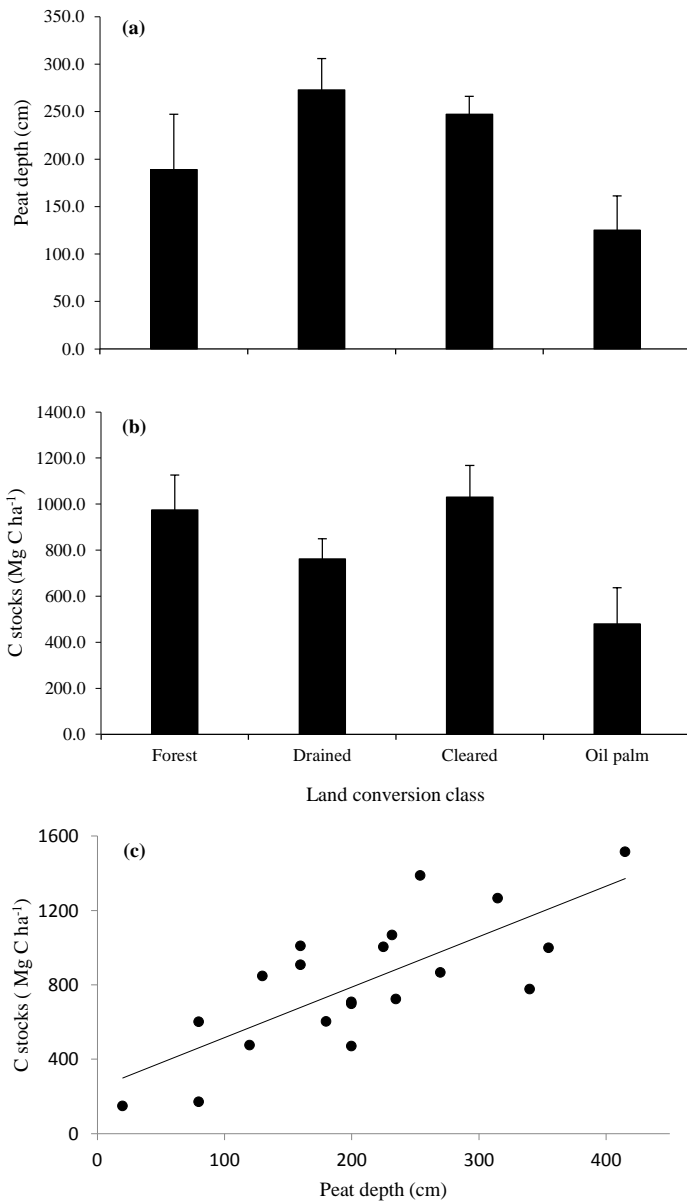 350.0
(a)
300.0
250.0
200.0
150.0
100.0
50.0
0.0
Peat depth (cm)
1400.0
(b)
1200.0
1000.0
800.0
600.0
400.0
200.0
0.0
C stocks (Mg C ha⁻¹)
Forest Drained Cleared Oil palm
Land conversion class
1600
(c)
1200
800
400
0
C stocks ( Mg C ha⁻¹)
0 100 200 300 400
Peat depth (cm)